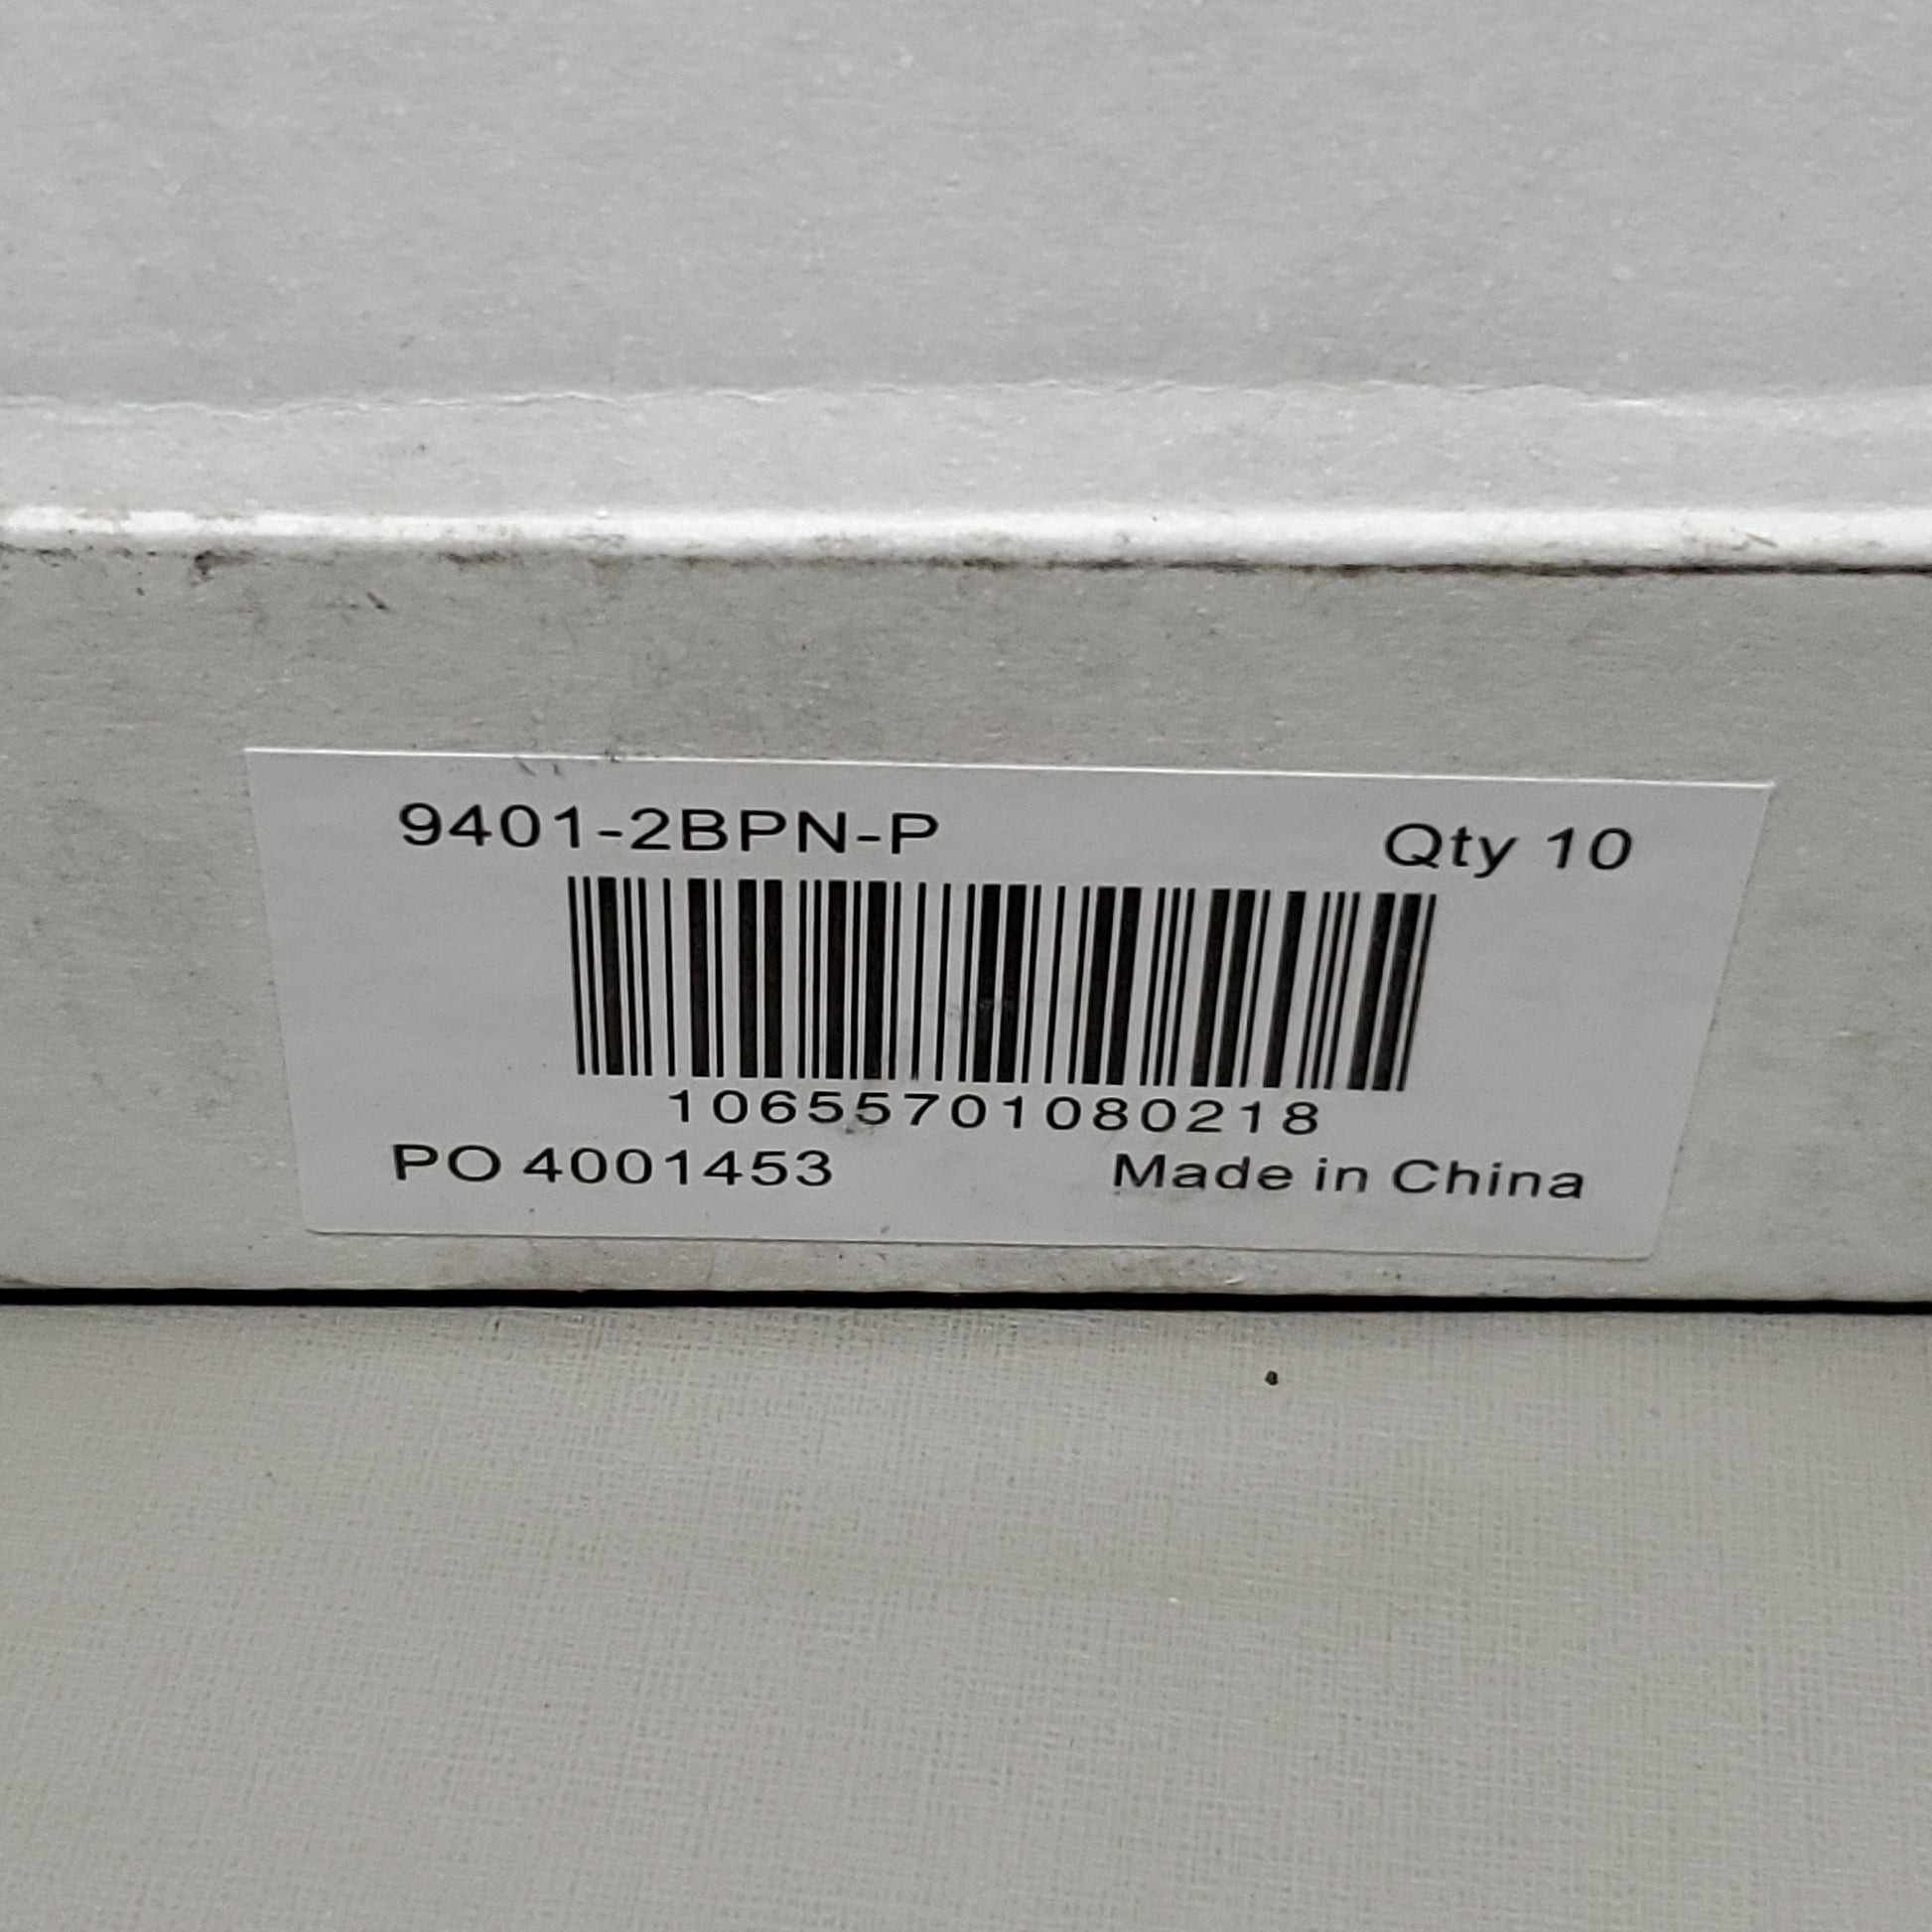 9401-2BPN-P Qty 10
10655701080218
PO 4001453 Made in China